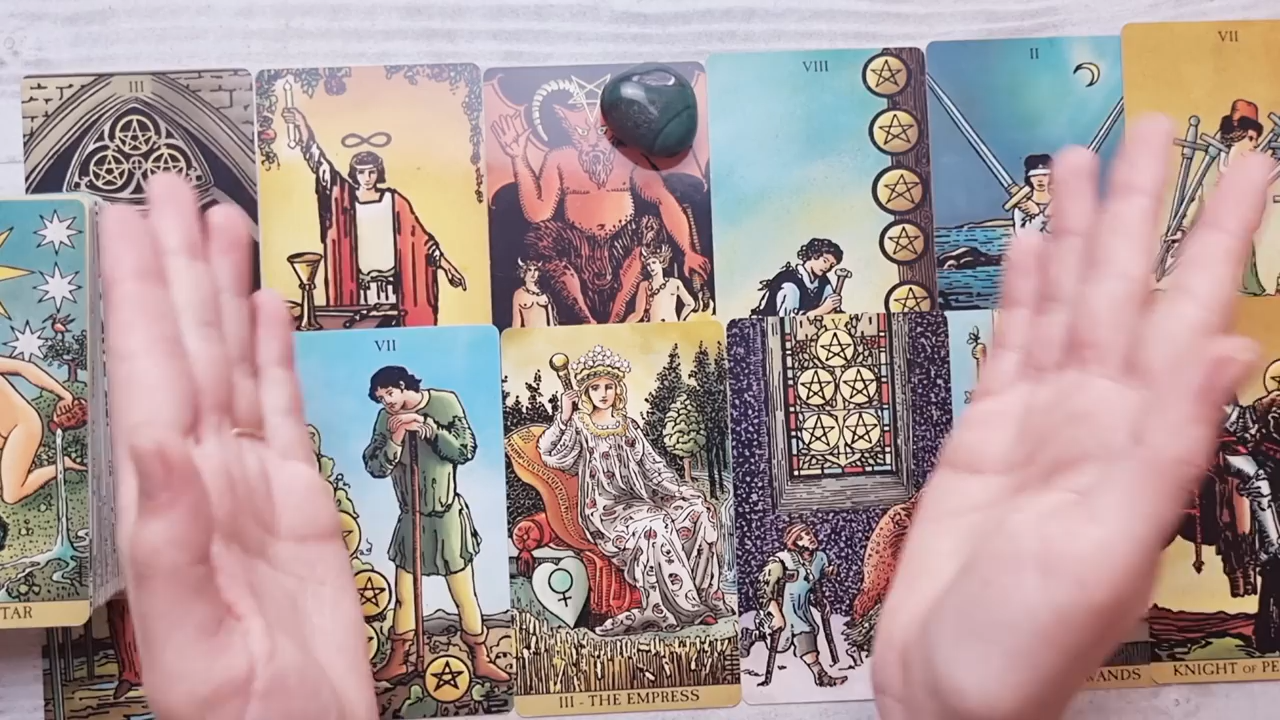 III
VIII
II
VII
VII
V
TAR
III - THE EMPRESS
WANDS
KNIGHT OF PE